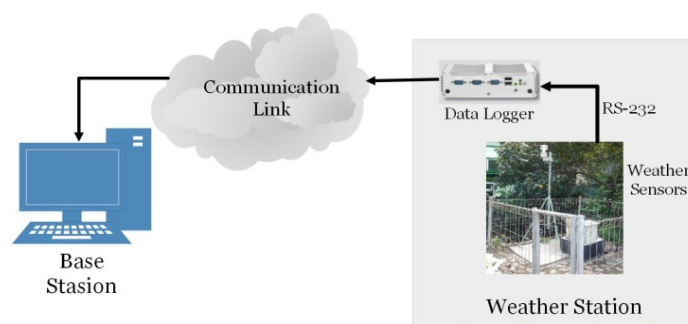 Communication
Link
Data Logger
RS-232
Weather
Sensors
Base
Stasion
Weather Station